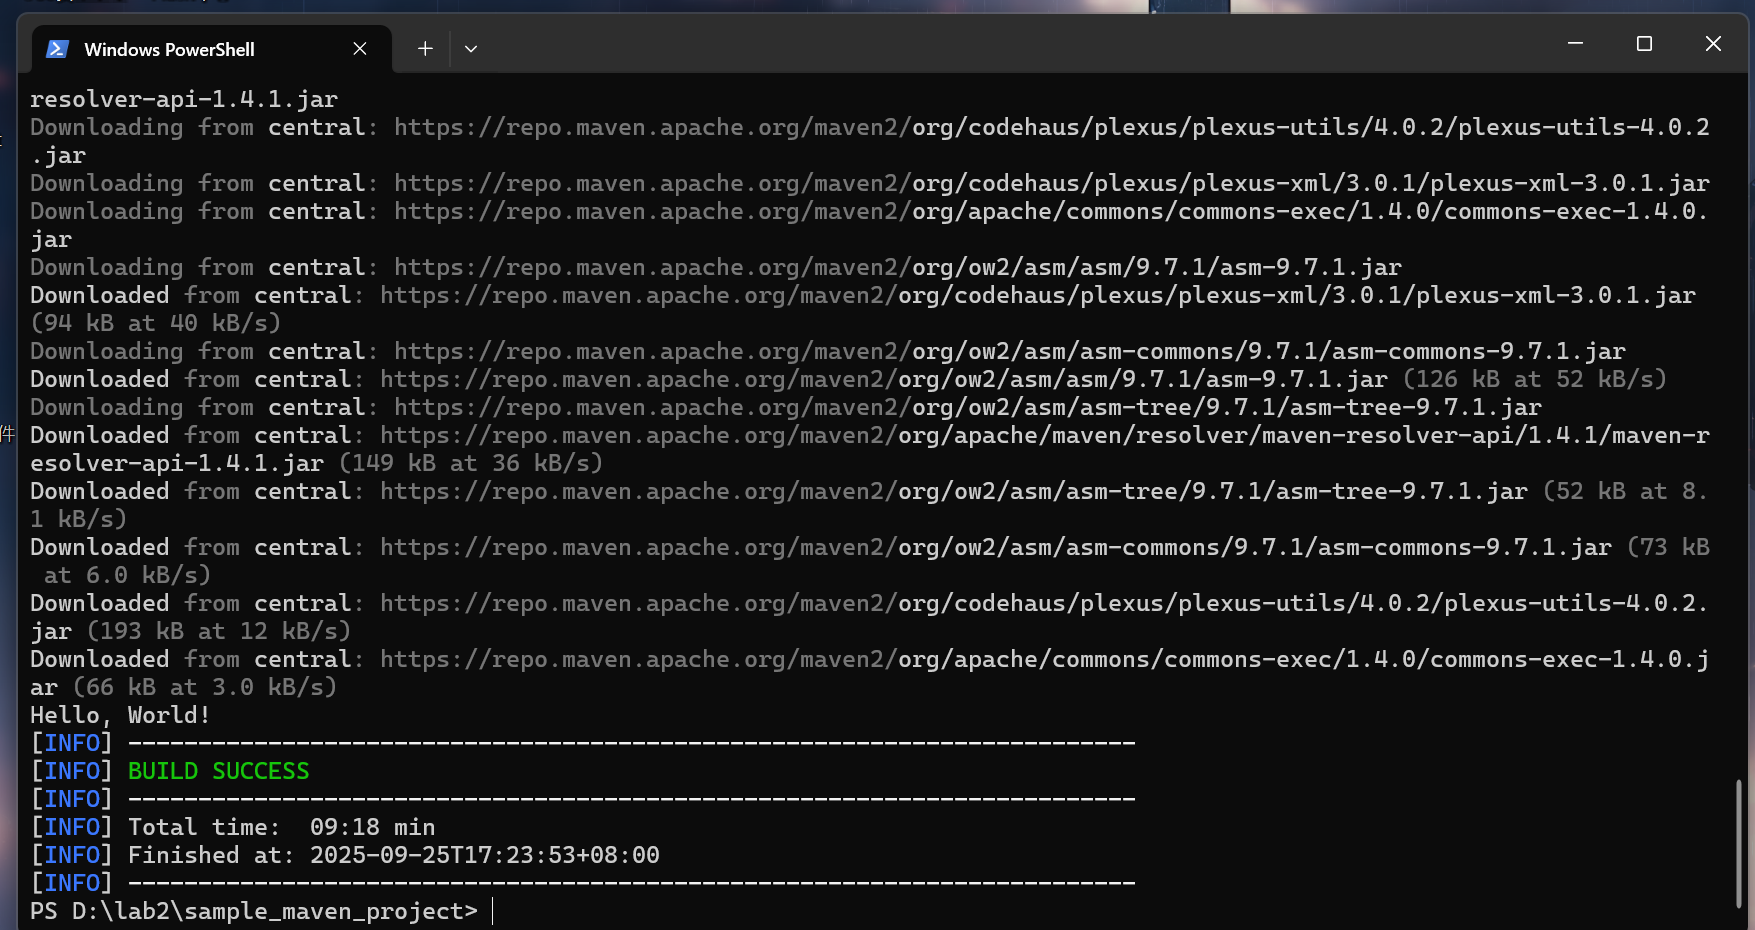 Windows PowerShell
resolver-api-1.4.1.jar
Downloading from central: https://repo.maven.apache.org/maven2/org/codehaus/plexus/plexus-utils/4.0.2/plexus-utils-4.0.2
.jar
Downloading from central: https://repo.maven.apache.org/maven2/org/codehaus/plexus/plexus-xml/3.0.1/plexus-xml-3.0.1.jar
Downloading from central: https://repo.maven.apache.org/maven2/org/apache/commons/commons-exec/1.4.0/commons-exec-1.4.0.
jar
Downloading from central: https://repo.maven.apache.org/maven2/org/ow2/asm/asm/9.7.1/asm-9.7.1.jar
Downloaded from central: https://repo.maven.apache.org/maven2/org/codehaus/plexus/plexus-xml/3.0.1/plexus-xml-3.0.1.jar
(94 kB at 40 kB/s)
Downloading from central: https://repo.maven.apache.org/maven2/org/ow2/asm/asm-commons/9.7.1/asm-commons-9.7.1.jar
Downloaded from central: https://repo.maven.apache.org/maven2/org/ow2/asm/asm/9.7.1/asm-9.7.1.jar (126 kB at 52 kB/s)
Downloading from central: https://repo.maven.apache.org/maven2/org/ow2/asm/asm-tree/9.7.1/asm-tree-9.7.1.jar
件
Downloaded from central: https://repo.maven.apache.org/maven2/org/apache/maven/resolver/maven-resolver-api/1.4.1/maven-r
esolver-api-1.4.1.jar (149 kB at 36 kB/s)
Downloaded from central: https://repo.maven.apache.org/maven2/org/ow2/asm/asm-tree/9.7.1/asm-tree-9.7.1.jar (52 kB at 8.
1 kB/s)
Downloaded from central: https://repo.maven.apache.org/maven2/org/ow2/asm/asm-commons/9.7.1/asm-commons-9.7.1.jar (73 kB
 at 6.0 kB/s)
Downloaded from central: https://repo.maven.apache.org/maven2/org/codehaus/plexus/plexus-utils/4.0.2/plexus-utils-4.0.2.
jar (193 kB at 12 kB/s)
Downloaded from central: https://repo.maven.apache.org/maven2/org/apache/commons/commons-exec/1.4.0/commons-exec-1.4.0.j
ar (66 kB at 3.0 kB/s)
Hello, World!
[INFO] ------------------------------------------------------------------------
[INFO] BUILD SUCCESS
[INFO] ------------------------------------------------------------------------
[INFO] Total time:  09:18 min
[INFO] Finished at: 2025-09-25T17:23:53+08:00
[INFO] ------------------------------------------------------------------------
PS D:\lab2\sample_maven_project>